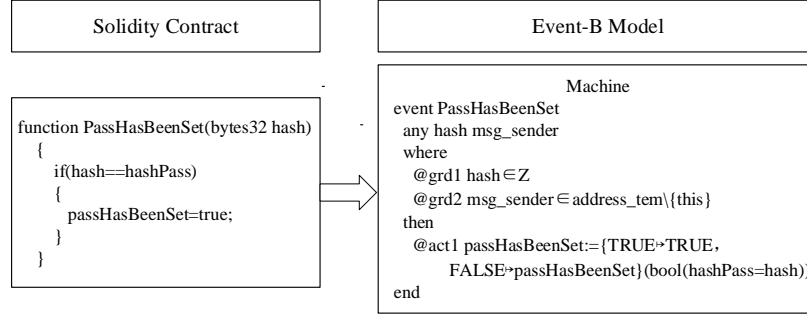 Solidity Contract
Event-B Model
function PassHasBeenSet(bytes32 hash)
{
if(hash==hashPass)
{
passHasBeenSet=true;
}
}
Machine
event PassHasBeenSet
any hash msg_sender
where
@grd1 hash∈Z
@grd2 msg_sender∈address_tem\{this}
then
@act1 passHasBeenSet:={TRUE↦TRUE，
FALSE↦passHasBeenSet}(bool(hashPass=hash))
end